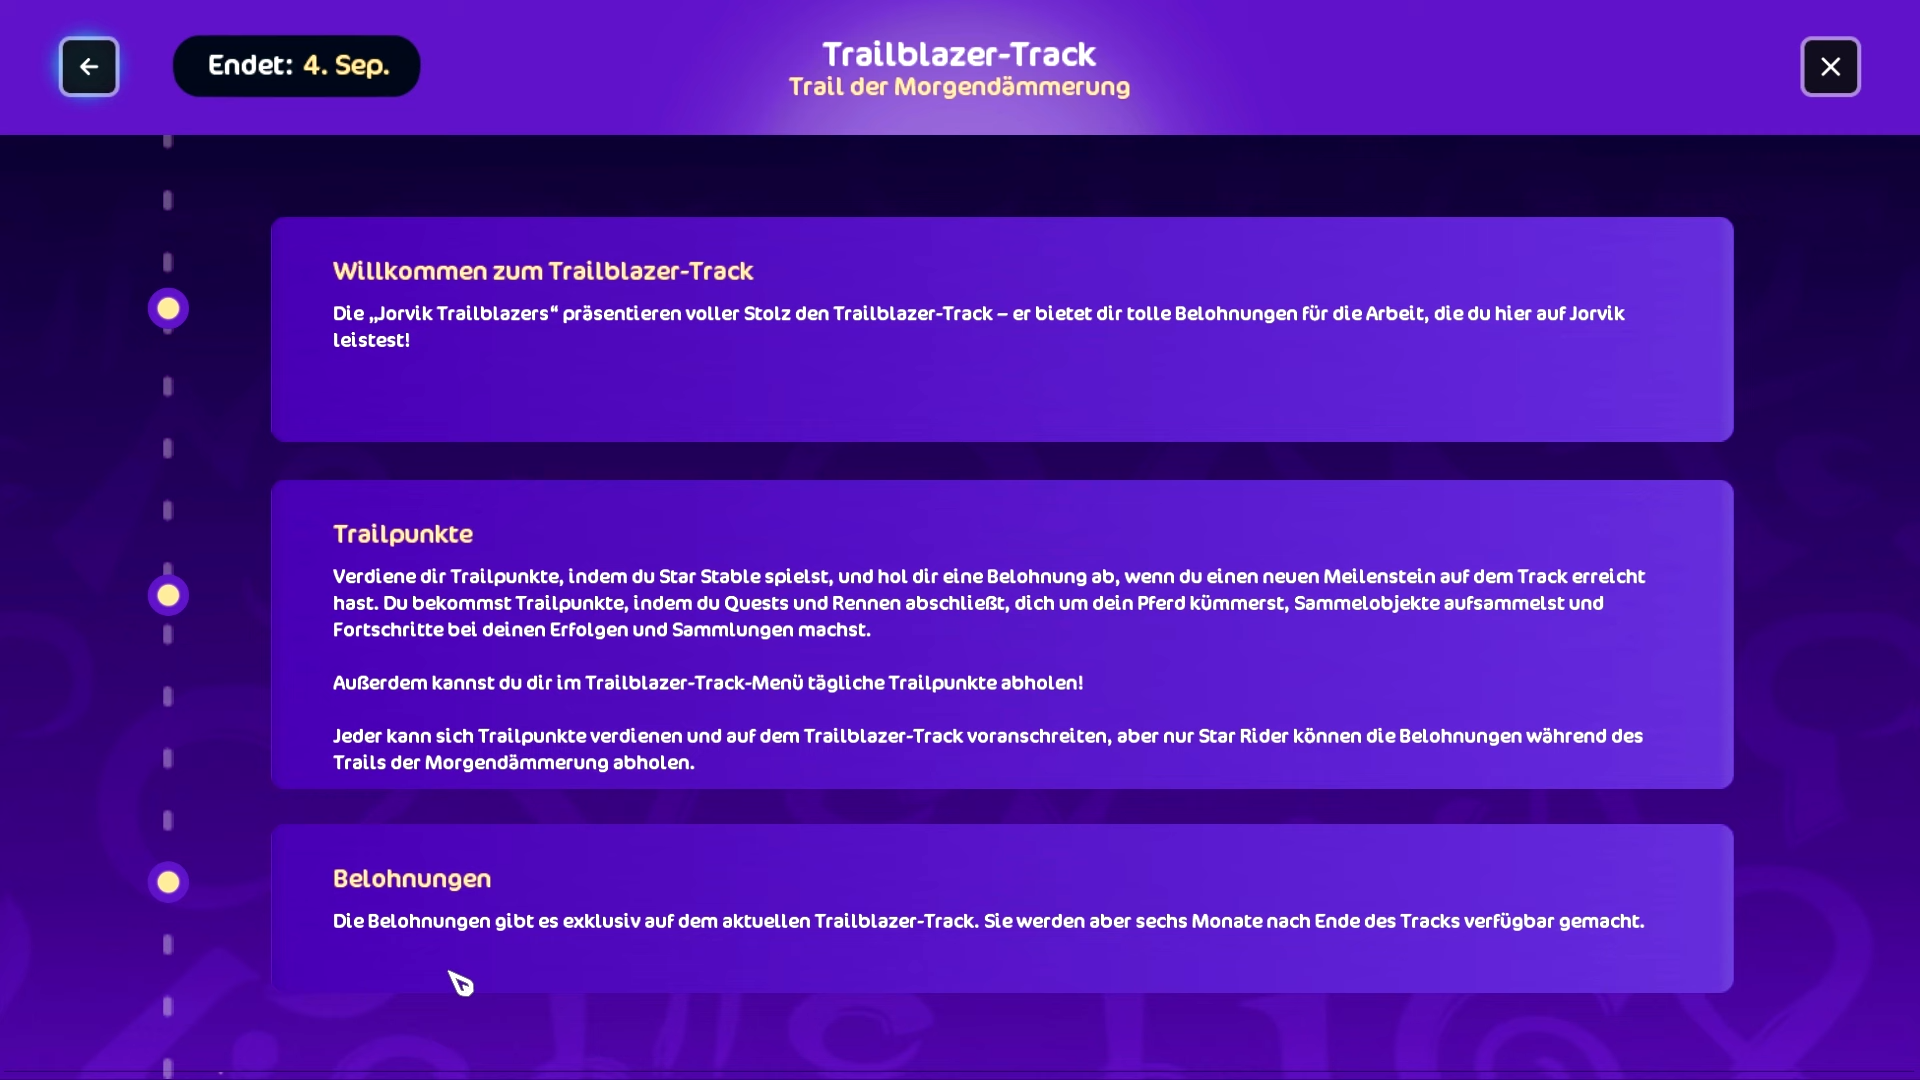 Endet: 4. Sep.
Trailblazer-Track
Trail der Morgendämmerung
Willkommen zum Trailblazer-Track
Die „Jorvik Trailblazers“ präsentieren voller Stolz den Trailblazer-Track – er bietet dir tolle Belohnungen für die Arbeit, die du hier auf Jorvik
leistest!
Trailpunkte
Verdiene dir Trailpunkte, indem du Star Stable spielst, und hol dir eine Belohnung ab, wenn du einen neuen Meilenstein auf dem Track erreicht
hast. Du bekommst Trailpunkte, indem du Quests und Rennen abschließt, dich um dein Pferd kümmerst, Sammelobjekte aufsammelst und
Fortschritte bei deinen Erfolgen und Sammlungen machst.
Außerdem kannst du dir im Trailblazer-Track-Menü tägliche Trailpunkte abholen!
Jeder kann sich Trailpunkte verdienen und auf dem Trailblazer-Track voranschreiten, aber nur Star Rider können die Belohnungen während des
Trails der Morgendämmerung abholen.
Belohnungen
Die Belohnungen gibt es exklusiv auf dem aktuellen Trailblazer-Track. Sie werden aber sechs Monate nach Ende des Tracks verfügbar gemacht.